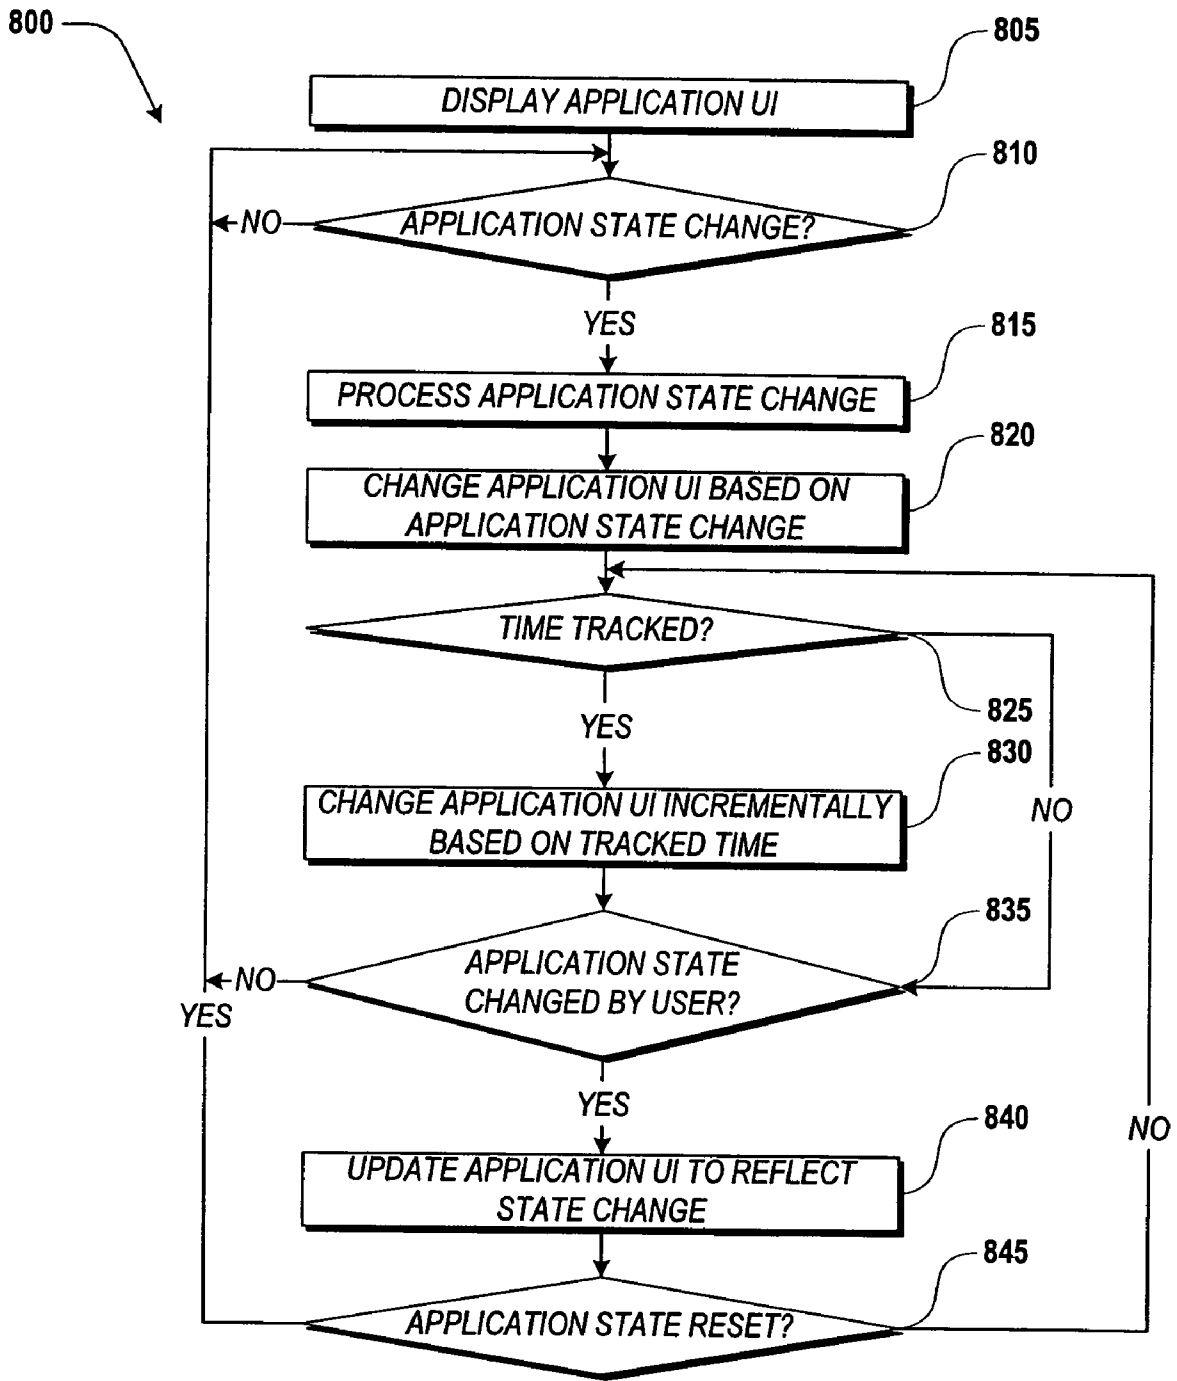 800
805
DISPLAY APPLICATION UI
810
APPLICATION STATE CHANGE?
NO
YES
815
PROCESS APPLICATION STATE CHANGE
820
CHANGE APPLICATION UI BASED ON
APPLICATION STATE CHANGE
TIME TRACKED?
825
YES
830
CHANGE APPLICATION UI INCREMENTALLY
BASED ON TRACKED TIME
NO
835
APPLICATION STATE
CHANGED BY USER?
NO
YES
YES
840
NO
UPDATE APPLICATION UI TO REFLECT
STATE CHANGE
845
APPLICATION STATE RESET?